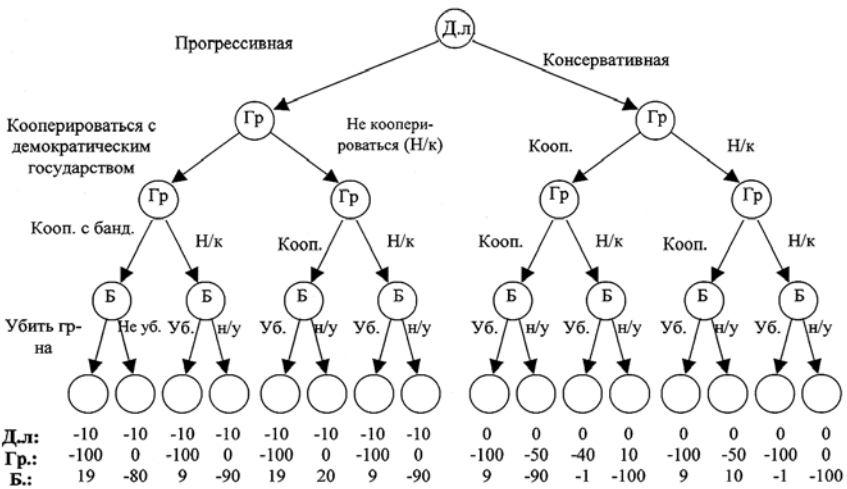 Д.л
Прогрессивная
Консервативная
Гр
Гр
Кооперироваться с
демократическим
государством
Не коопери-
роваться (Н/к)
Кооп.
Н/к
Гр
Гр
Гр
Гр
Кооп. с банд.
Н/к
Кооп.
Н/к
Кооп.
Н/к
Кооп.
Н/к
Б
Б
Б
Б
Б
Б
Б
Б
Убить гр-
на
Не уб.
Уб.
н/у
Уб.
н/у
Уб.
н/у
Уб.
н/у
Уб.
н/у
Уб.
н/у
Уб.
н/у
Д.л: -10 -10 -10 -10 -10 -10 -10 -10 0 0 0 0 0 0 0 0
Гр.: -100 0 -100 0 -100 0 -100 0 -100 -50 -40 10 -100 -50 -100 0
Б.: 19 -80 9 -90 19 20 9 -90 9 -90 -1 -100 9 10 -1 -100